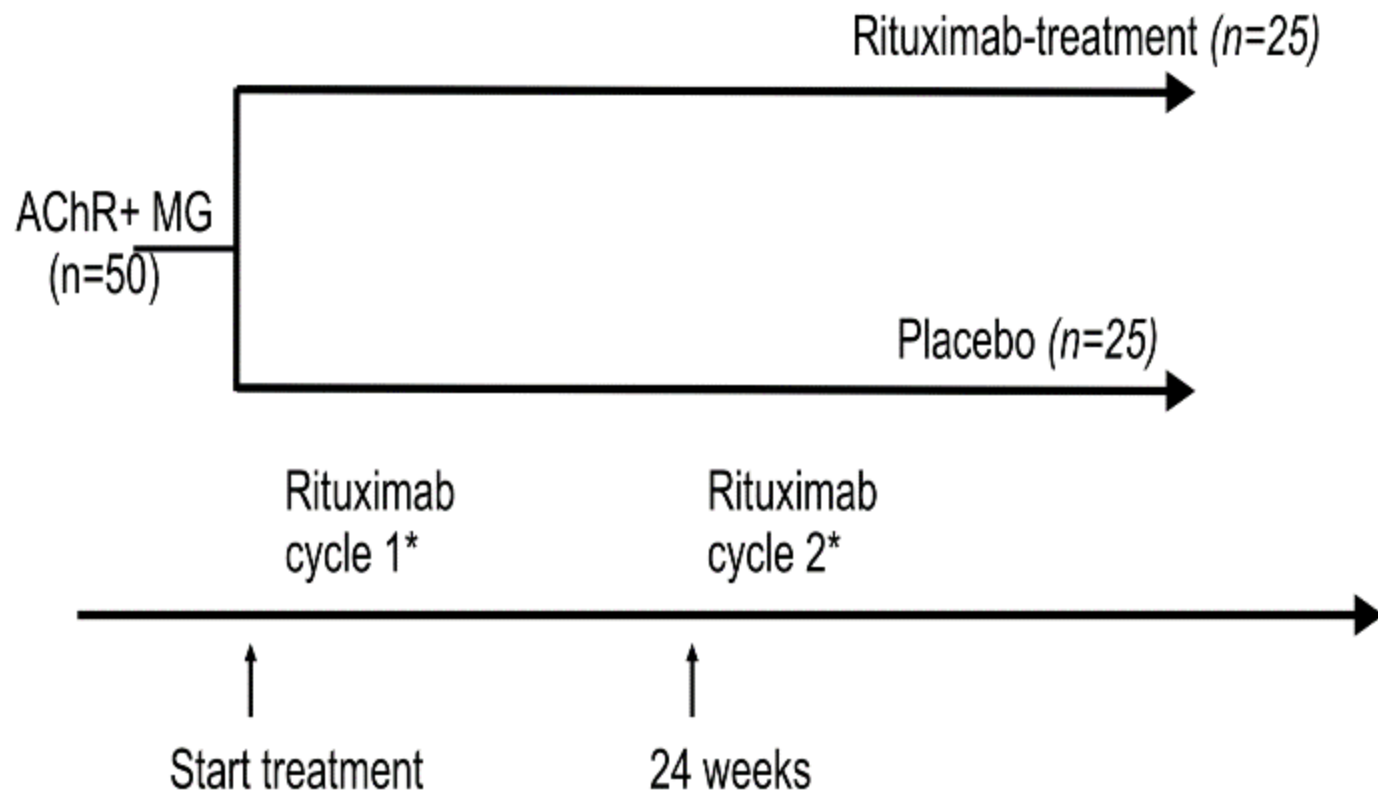 Rituximab-treatment (n=25)
AChR+ MG
(n=50)
Placebo (n=25)
Rituximab
cycle 1*
Rituximab
cycle 2*
Start treatment
24 weeks